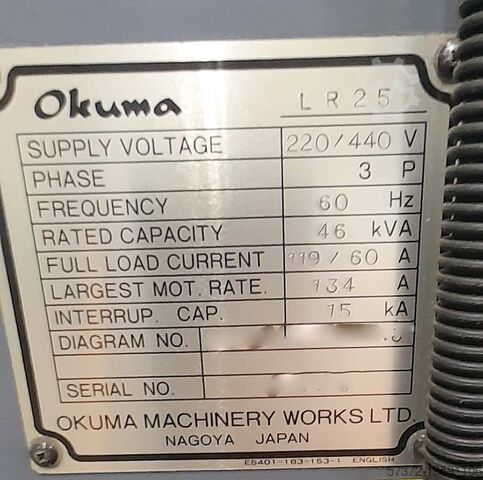 Okuma LR25
SUPPLY VOLTAGE 220/440 V
PHASE 3 P
FREQUENCY 60 Hz
RATED CAPACITY 46 kVA
FULL LOAD CURRENT 119/60 A
LARGEST MOT. RATE. 134 A
INTERRUP. CAP. 15 kA
DIAGRAM NO.
SERIAL NO.
OKUMA MACHINERY WORKS LTD.
NAGOYA JAPAN
E5401-183-153-1 ENGLISH